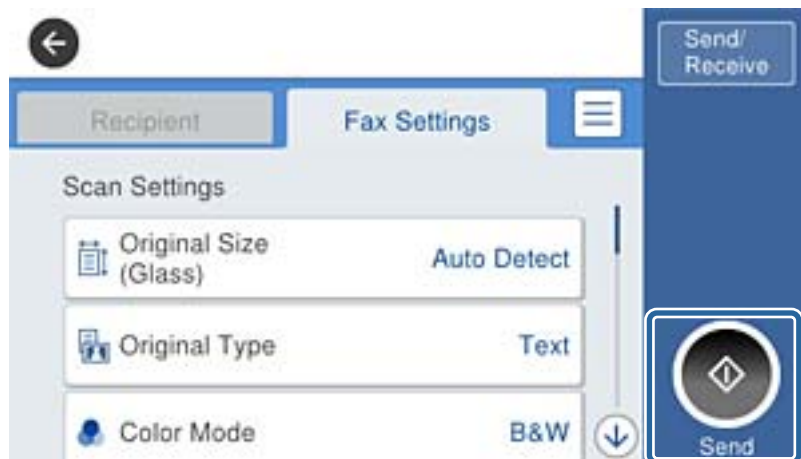 Send/
Receive
Recipient
Fax Settings
Scan Settings
Original Size
(Glass)
Auto Detect
Original Type
Text
Color Mode
B&W
Send